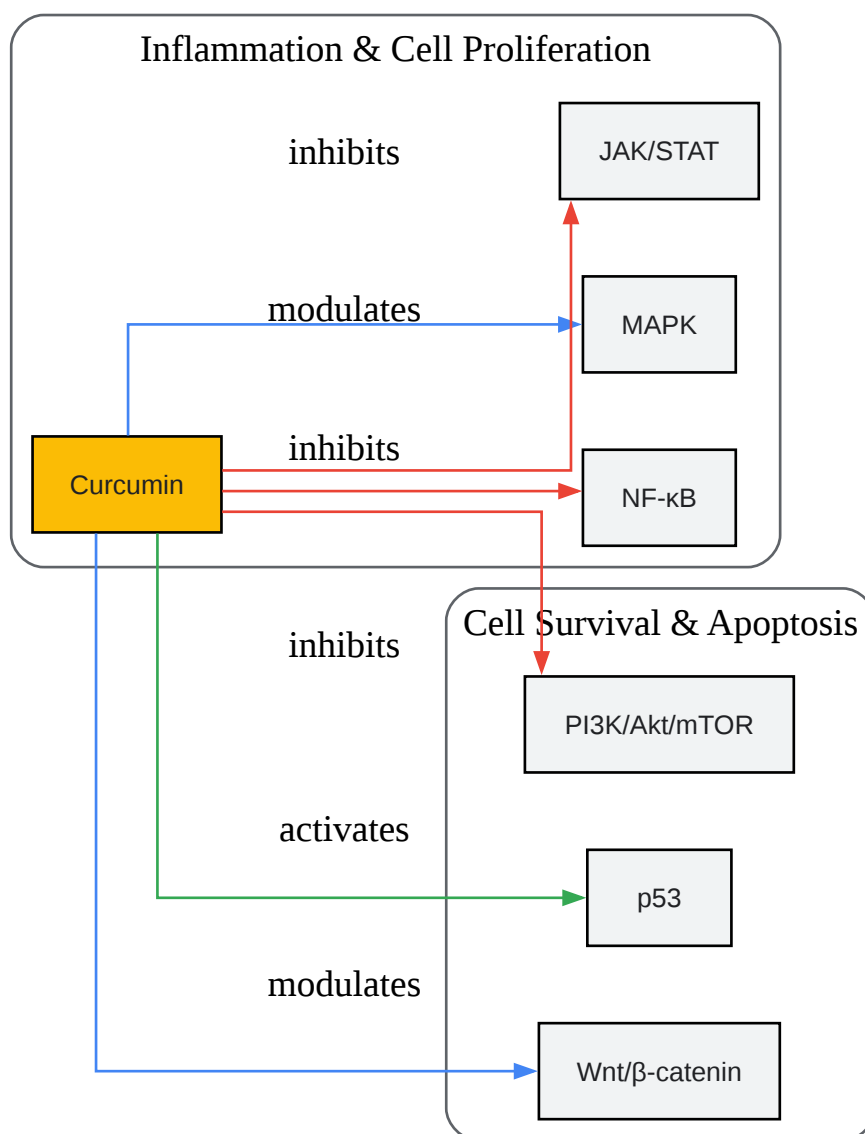 Inflammation & Cell Proliferation
inhibits
JAK/STAT
modulates
MAPK
inhibits
Curcumin
NF-κB
Cell Survival & Apoptosis
inhibits
PI3K/Akt/mTOR
activates
p53
modulates
Wnt/β-catenin